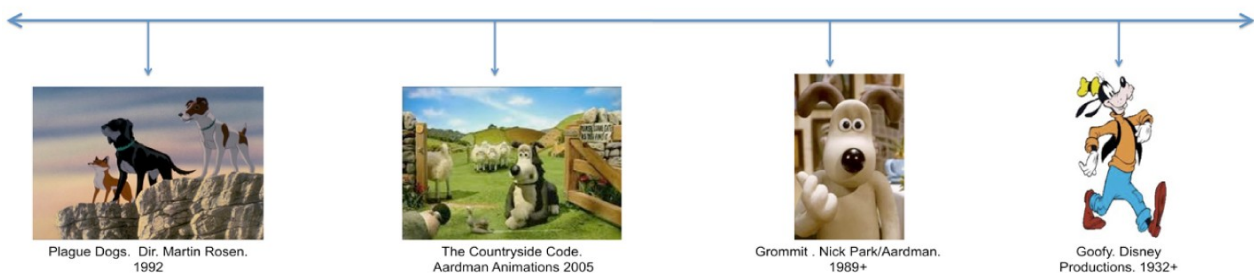 Plague Dogs. Dir. Martin Rosen.
1992
The Countryside Code.
Aardman Animations 2005
Grommit . Nick Park/Aardman.
1989+
Goofy. Disney
Productions. 1932+